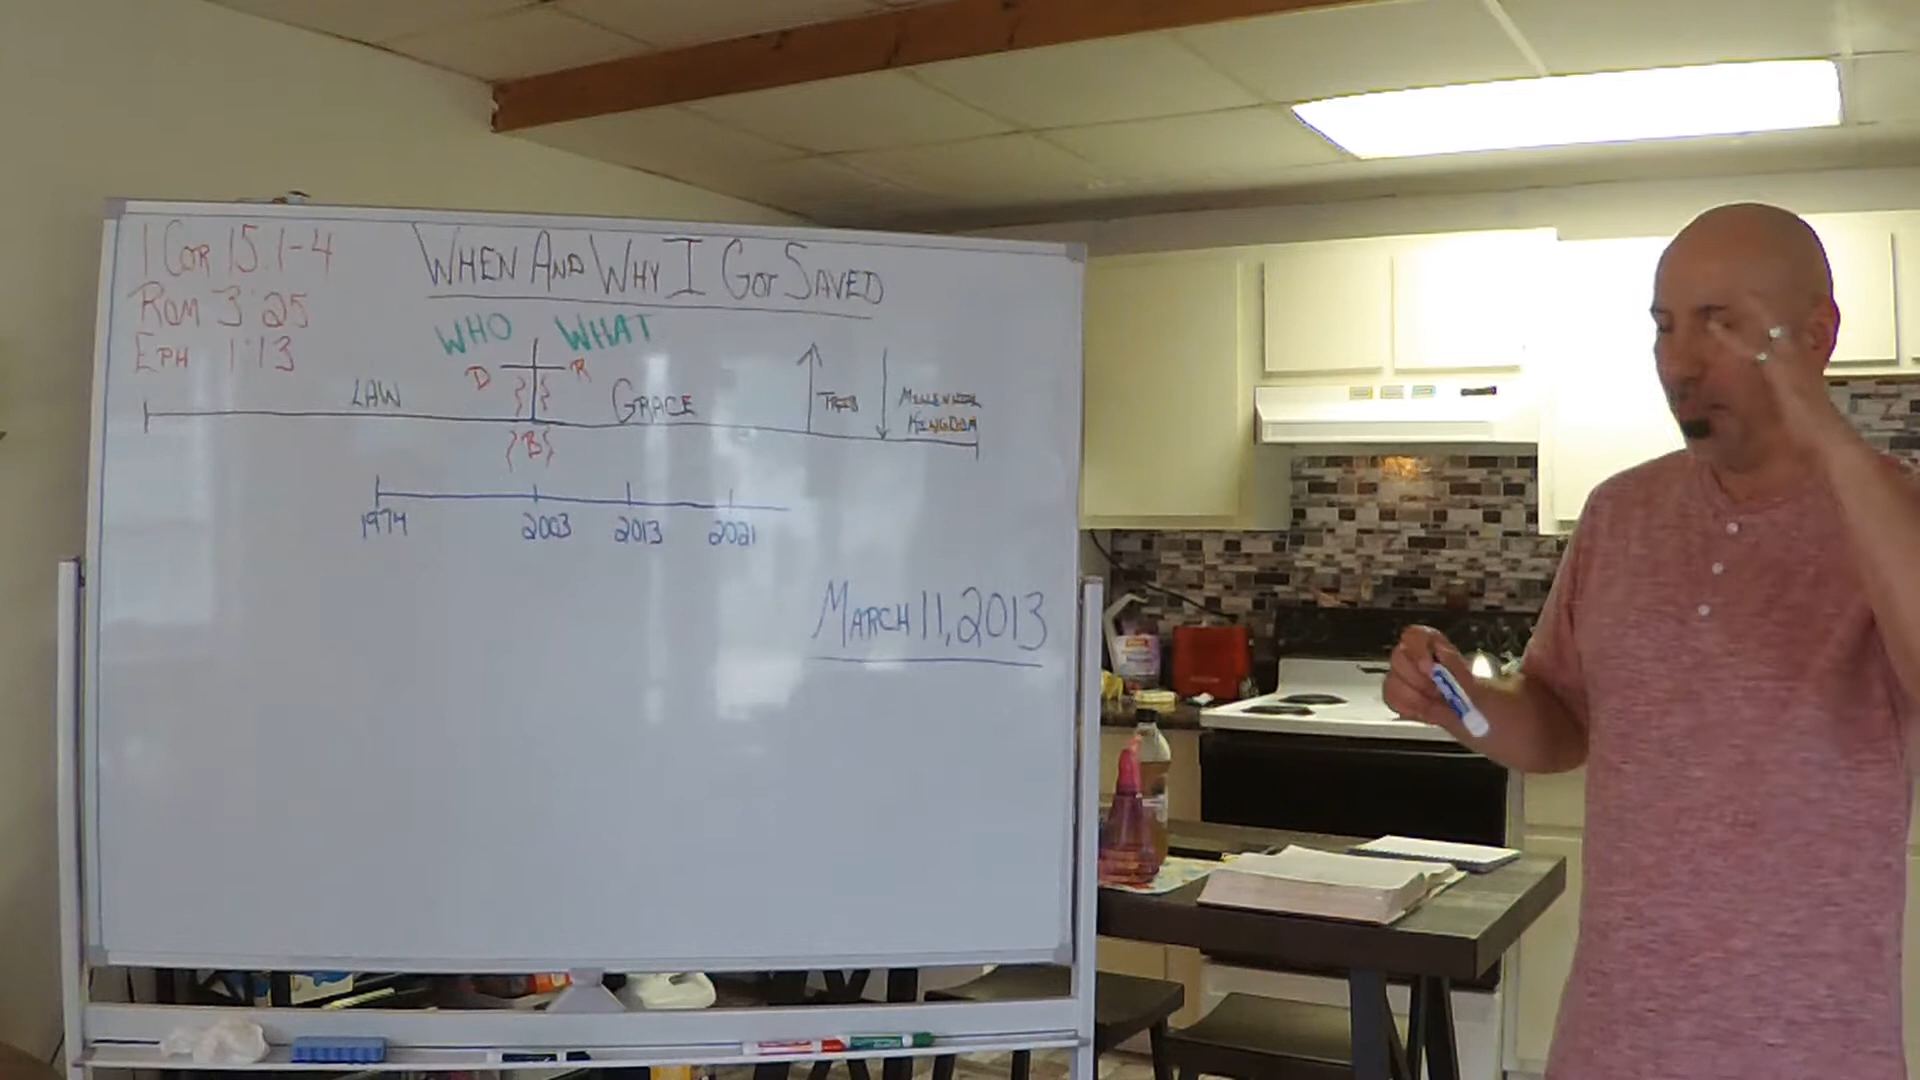 1 COR 15:1-4
ROM 3:25
EPH 1:13
WHEN AND WHY I GOT SAVED
WHO WHAT
D R
LAW GRACE TRIB MILLENNIAL
KINGDOM
B
1974 2003 2013 2021
MARCH 11, 2013